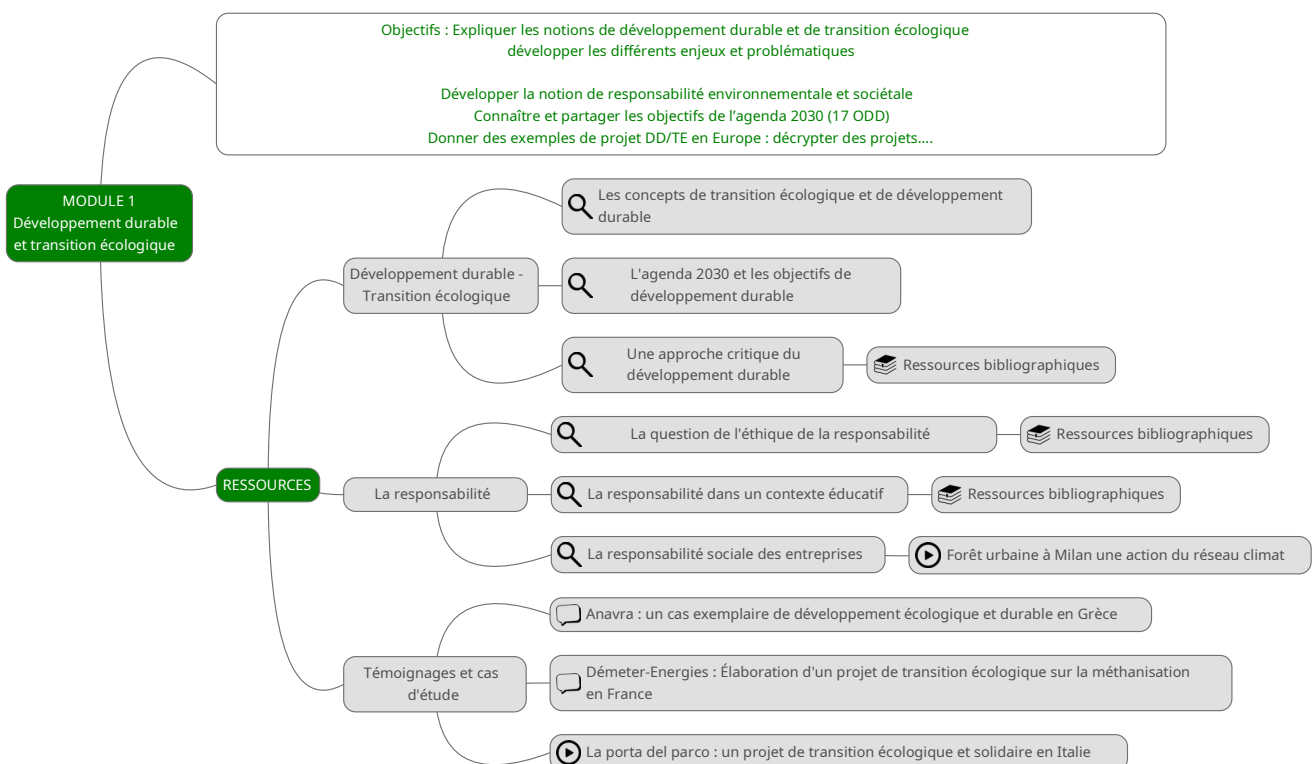 Objectifs : Expliquer les notions de développement durable et de transition écologique
développer les différents enjeux et problématiques
Développer la notion de responsabilité environnementale et sociétale
Connaître et partager les objectifs de l’agenda 2030 (17 ODD)
Donner des exemples de projet DD/TE en Europe : décrypter des projets....
MODULE 1
Développement durable
et transition écologique
RESSOURCES
Développement durable -
Transition écologique
Les concepts de transition écologique et de développement
durable
L'agenda 2030 et les objectifs de
développement durable
Une approche critique du
développement durable
Ressources bibliographiques
La responsabilité
La question de l'éthique de la responsabilité
Ressources bibliographiques
La responsabilité dans un contexte éducatif
Ressources bibliographiques
La responsabilité sociale des entreprises
Forêt urbaine à Milan une action du réseau climat
Témoignages et cas
d'étude
Anavra : un cas exemplaire de développement écologique et durable en Grèce
Démeter-Energies : Élaboration d'un projet de transition écologique sur la méthanisation
en France
La porta del parco : un projet de transition écologique et solidaire en Italie